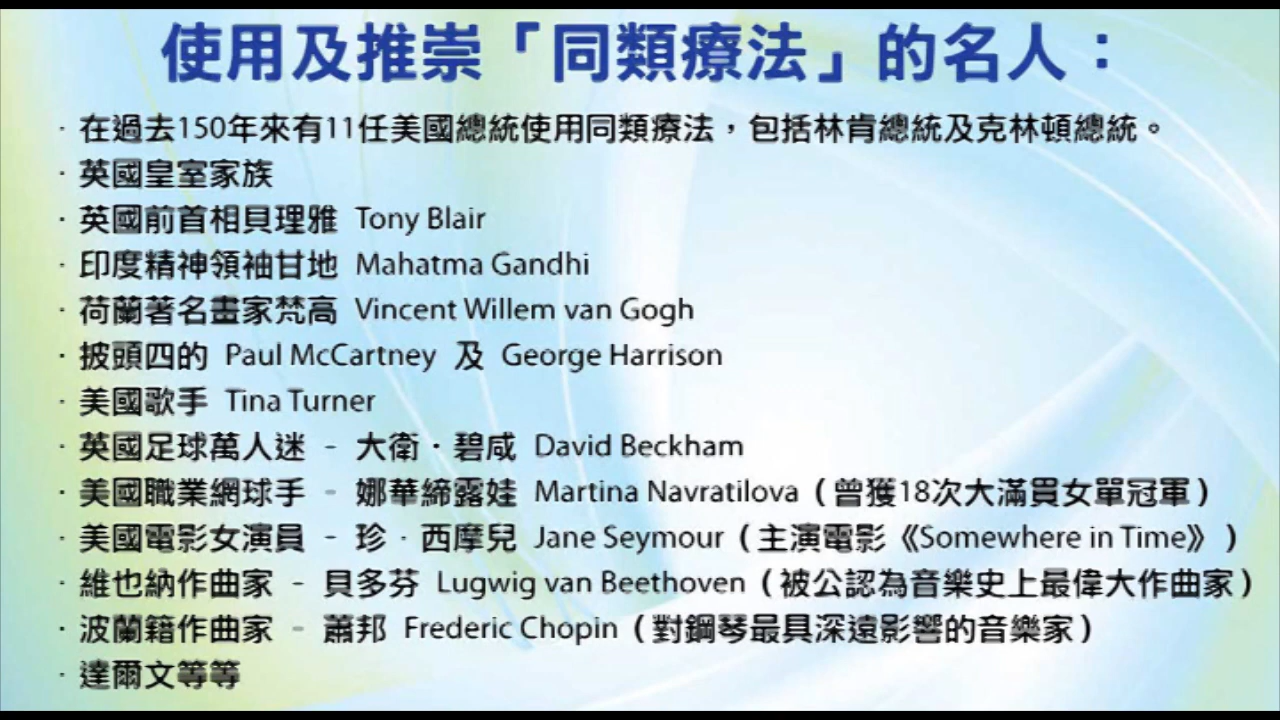 使用及推崇「同類療法」的名人：
· 在過去150年來有11任美國總統使用同類療法，包括林肯總統及克林頓總統。
· 英國皇室家族
· 英國前首相貝理雅 Tony Blair
· 印度精神領袖甘地 Mahatma Gandhi
· 荷蘭著名畫家梵高 Vincent Willem van Gogh
· 披頭四的 Paul McCartney 及 George Harrison
· 美國歌手 Tina Turner
· 英國足球萬人迷 - 大衛·碧咸 David Beckham
· 美國職業網球手 - 娜華締露娃 Martina Navratilova（曾獲18次大滿貫女單冠軍）
· 美國電影女演員 - 珍·西摩兒 Jane Seymour（主演電影《Somewhere in Time》）
· 維也納作曲家 - 貝多芬 Lugwig van Beethoven（被公認為音樂史上最偉大作曲家）
· 波蘭籍作曲家 - 蕭邦 Frederic Chopin（對鋼琴最具深遠影響的音樂家）
· 達爾文等等